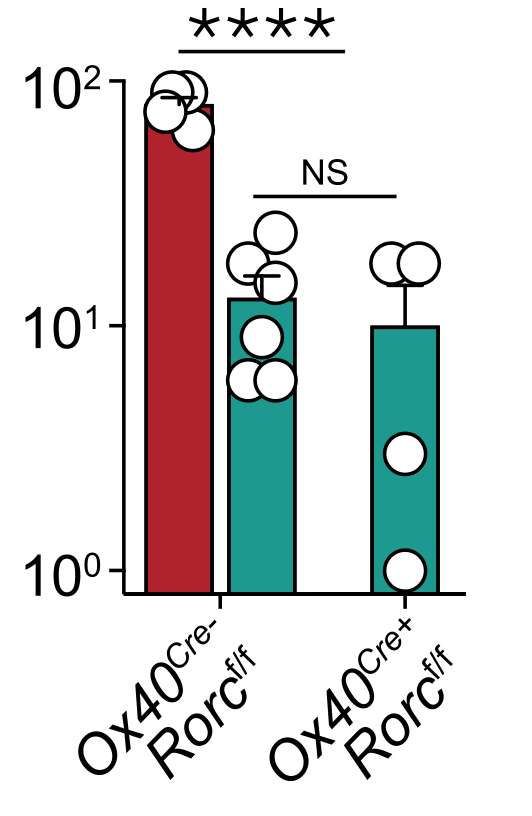 ****
10²
NS
10¹
10⁰
Ox40^Cre-
Rorc^f/f
Ox40^Cre+
Rorc^f/f